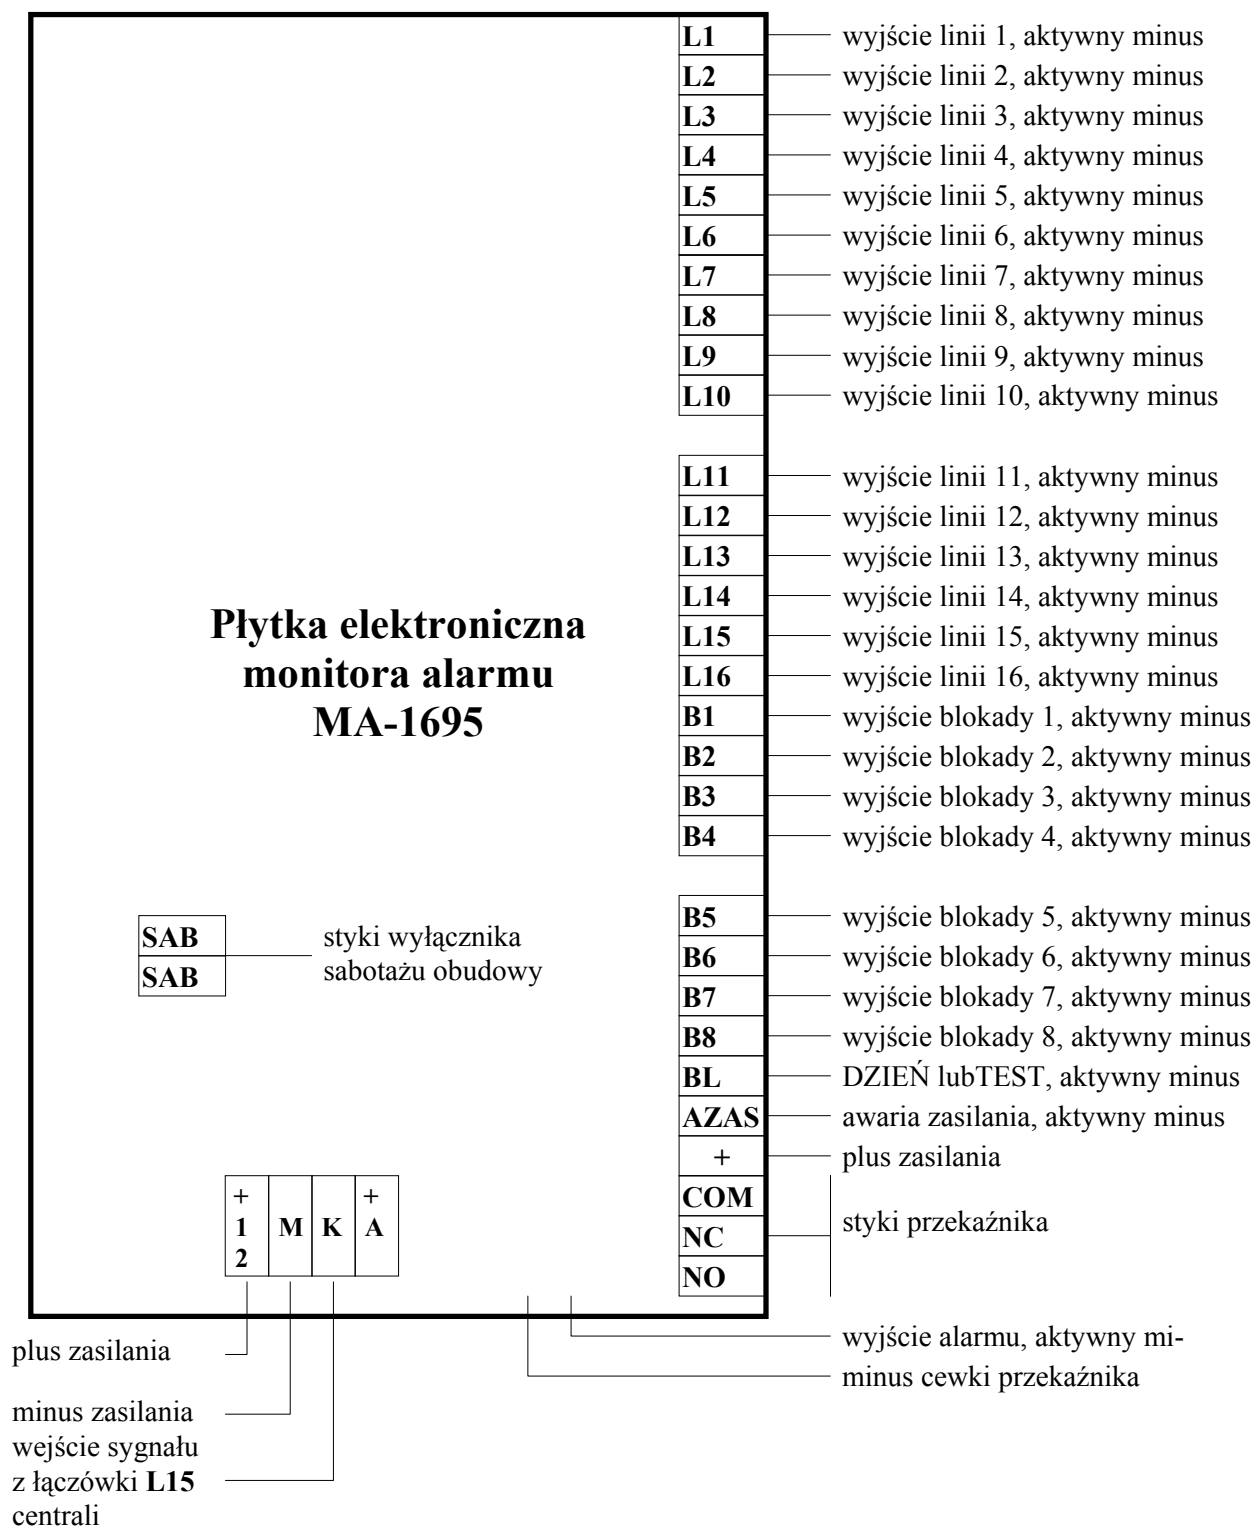 L1 wyjście linii 1, aktywny minus
L2 wyjście linii 2, aktywny minus
L3 wyjście linii 3, aktywny minus
L4 wyjście linii 4, aktywny minus
L5 wyjście linii 5, aktywny minus
L6 wyjście linii 6, aktywny minus
L7 wyjście linii 7, aktywny minus
L8 wyjście linii 8, aktywny minus
L9 wyjście linii 9, aktywny minus
L10 wyjście linii 10, aktywny minus
L11 wyjście linii 11, aktywny minus
L12 wyjście linii 12, aktywny minus
L13 wyjście linii 13, aktywny minus
L14 wyjście linii 14, aktywny minus
L15 wyjście linii 15, aktywny minus
L16 wyjście linii 16, aktywny minus
Płytka elektroniczna
monitora alarmu
MA-1695
B1 wyjście blokady 1, aktywny minus
B2 wyjście blokady 2, aktywny minus
B3 wyjście blokady 3, aktywny minus
B4 wyjście blokady 4, aktywny minus
B5 wyjście blokady 5, aktywny minus
B6 wyjście blokady 6, aktywny minus
B7 wyjście blokady 7, aktywny minus
B8 wyjście blokady 8, aktywny minus
BL DZIEŃ lubTEST, aktywny minus
AZAS awaria zasilania, aktywny minus
+ plus zasilania
COM
NC styki przekaźnika
NO
SAB styki wyłącznika
SAB sabotażu obudowy
+ +
1 M K A
2
wyjście alarmu, aktywny mi-
minus cewki przekaźnika
plus zasilania
minus zasilania
wejście sygnału
z łączówki L15
centrali